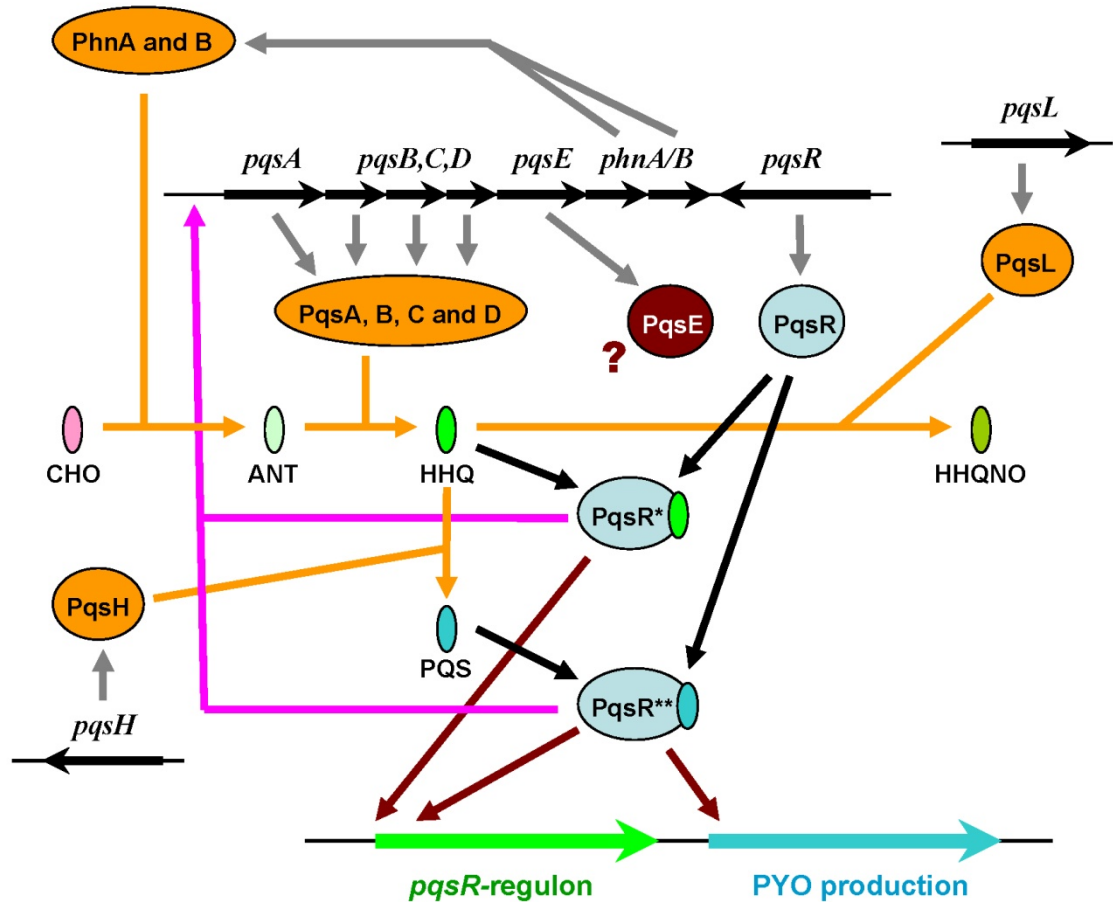 PhnA and B
pqsL
pqsA
pqsB,C,D
pqsE
phnA/B
pqsR
PqsL
PqsA, B, C and D
PqsE
PqsR
?
CHO
ANT
HHQ
HHQNO
PqsR*
PqsH
PQS
PqsR**
pqsH
pqsR-regulon
PYO production